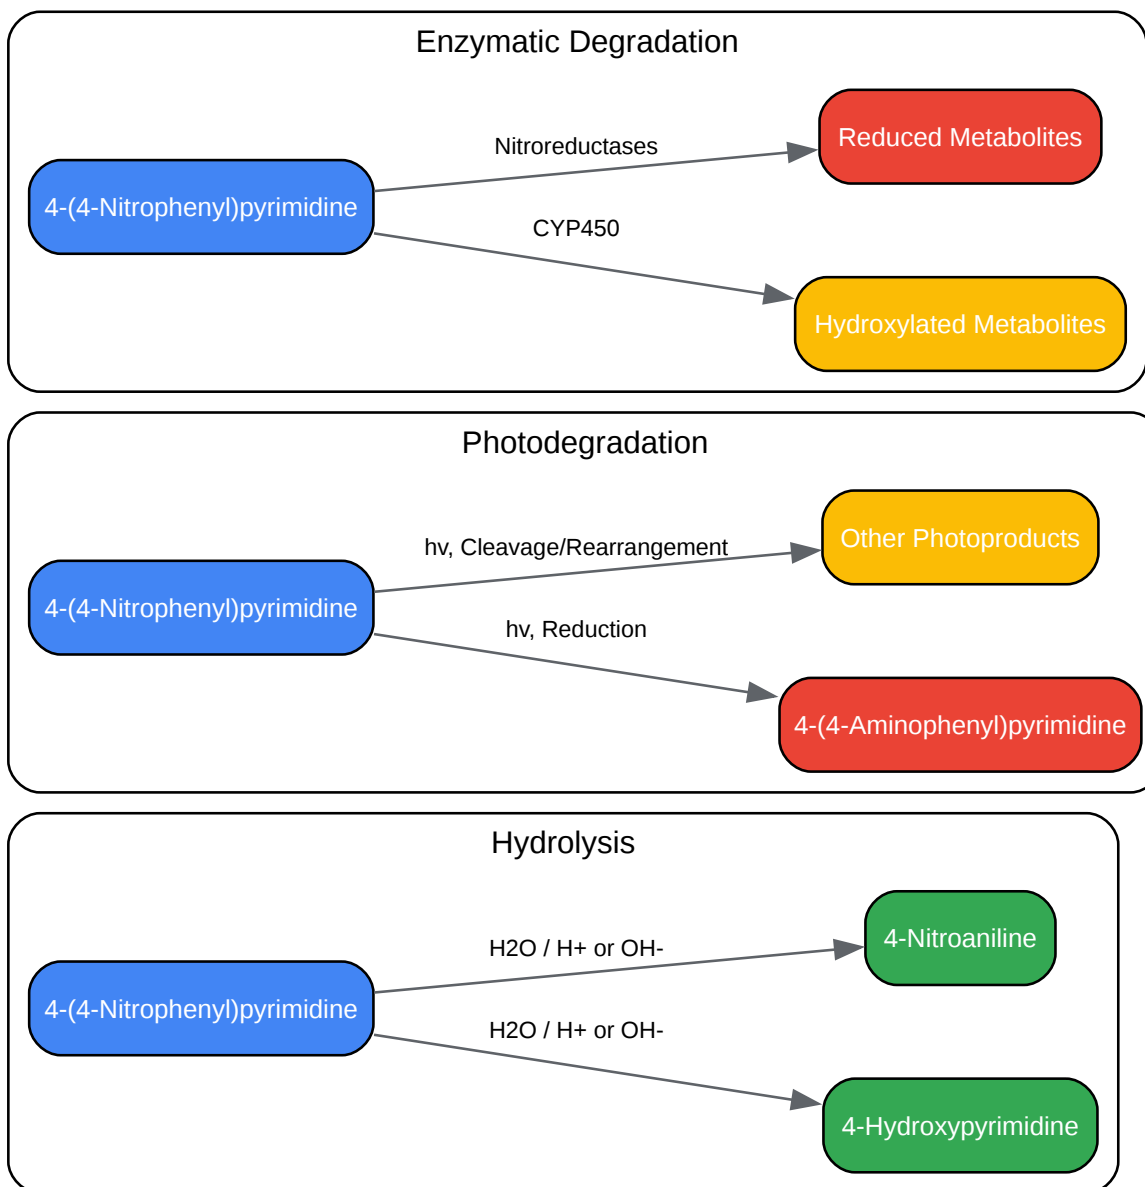 Enzymatic Degradation
4-(4-Nitrophenyl)pyrimidine
Nitroreductases
Reduced Metabolites
CYP450
Hydroxylated Metabolites
Photodegradation
4-(4-Nitrophenyl)pyrimidine
hv, Cleavage/Rearrangement
Other Photoproducts
hv, Reduction
4-(4-Aminophenyl)pyrimidine
Hydrolysis
4-(4-Nitrophenyl)pyrimidine
H2O / H+ or OH-
4-Nitroaniline
H2O / H+ or OH-
4-Hydroxypyrimidine